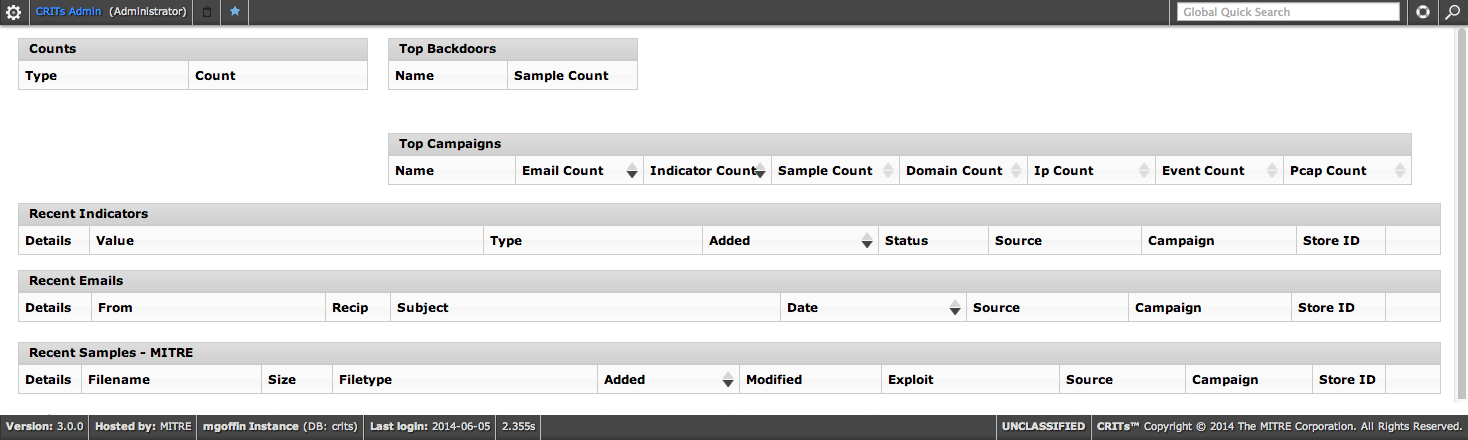 CRITs Admin (Administrator) Global Quick Search
Counts
Type Count
Top Backdoors
Name Sample Count
Top Campaigns
Name Email Count Indicator Count Sample Count Domain Count Ip Count Event Count Pcap Count
Recent Indicators
Details Value Type Added Status Source Campaign Store ID
Recent Emails
Details From Recip Subject Date Source Campaign Store ID
Recent Samples - MITRE
Details Filename Size Filetype Added Modified Exploit Source Campaign Store ID
Version: 3.0.0 Hosted by: MITRE mgoffin Instance (DB: crits) Last login: 2014-06-05 2.355s UNCLASSIFIED CRITs™ Copyright © 2014 The MITRE Corporation. All Rights Reserved.